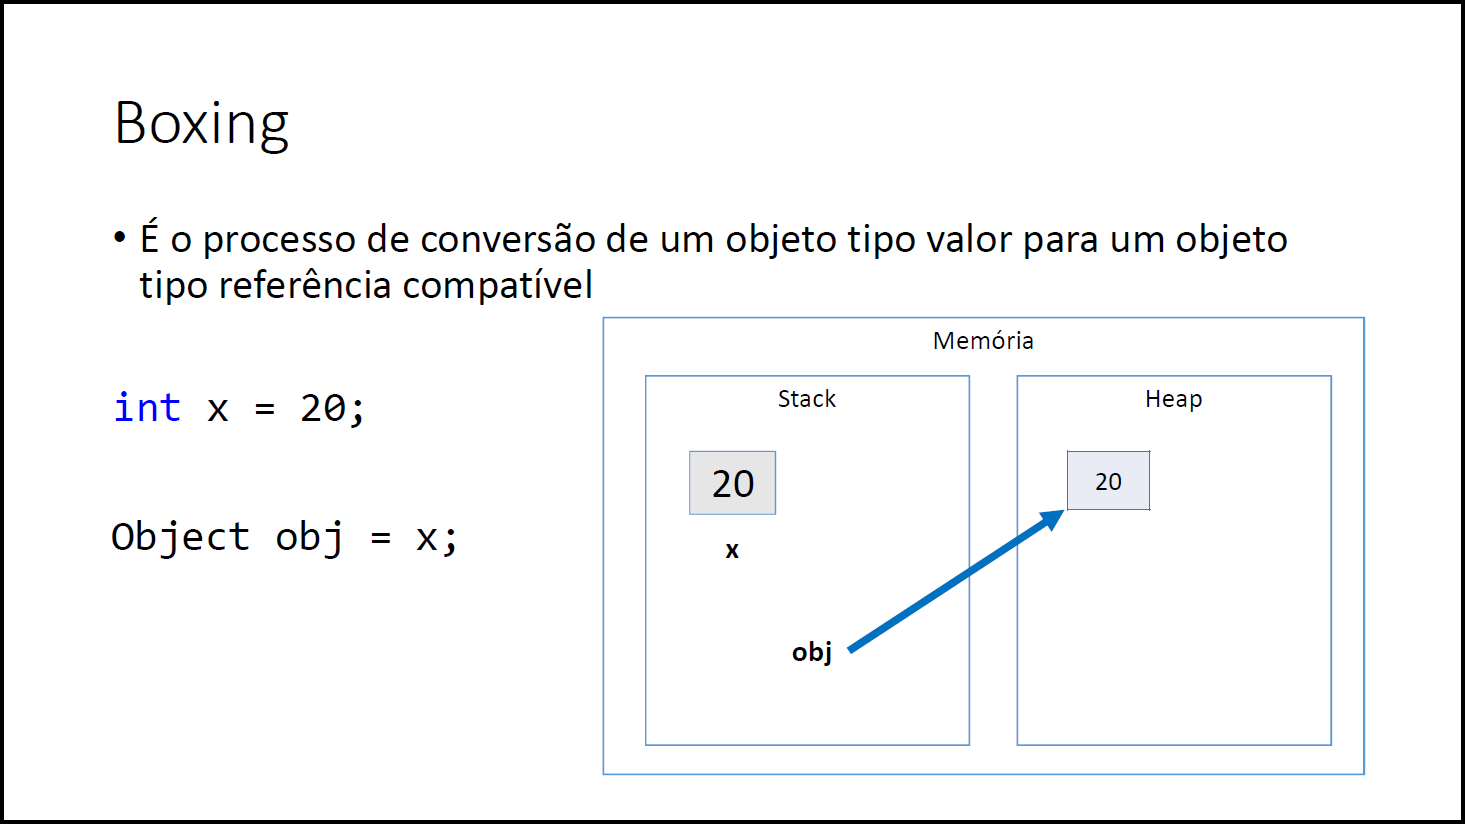 Boxing
• É o processo de conversão de um objeto tipo valor para um objeto
tipo referência compatível
int x = 20;
Object obj = x;
Memória
Stack
Heap
20
20
x
obj